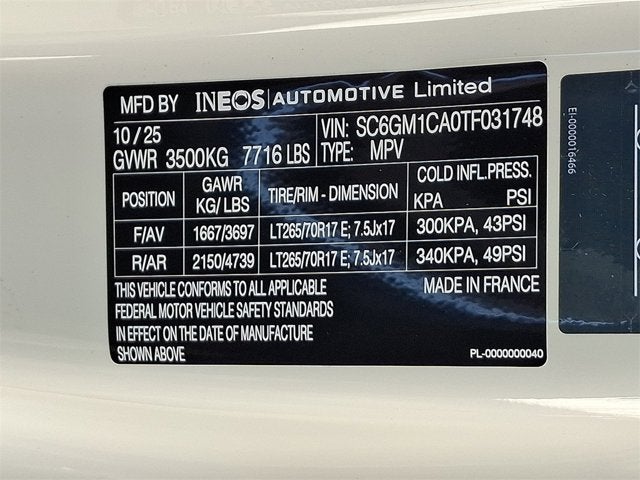 MFD BY INEOS AUTOMOTIVE Limited
10 / 25
GVWR 3500KG 7716 LBS
VIN: SC6GM1CA0TF031748
TYPE: MPV
POSITION GAWR KG/ LBS TIRE/RIM - DIMENSION COLD INFL.PRESS. KPA PSI
F/AV 1667/3697 LT265/70R17 E; 7.5Jx17 300KPA, 43PSI
R/AR 2150/4739 LT265/70R17 E; 7.5Jx17 340KPA, 49PSI
THIS VEHICLE CONFORMS TO ALL APPLICABLE
FEDERAL MOTOR VEHICLE SAFETY STANDARDS
IN EFFECT ON THE DATE OF MANUFACTURE
SHOWN ABOVE
MADE IN FRANCE
PL-0000000040
EI-0000016466